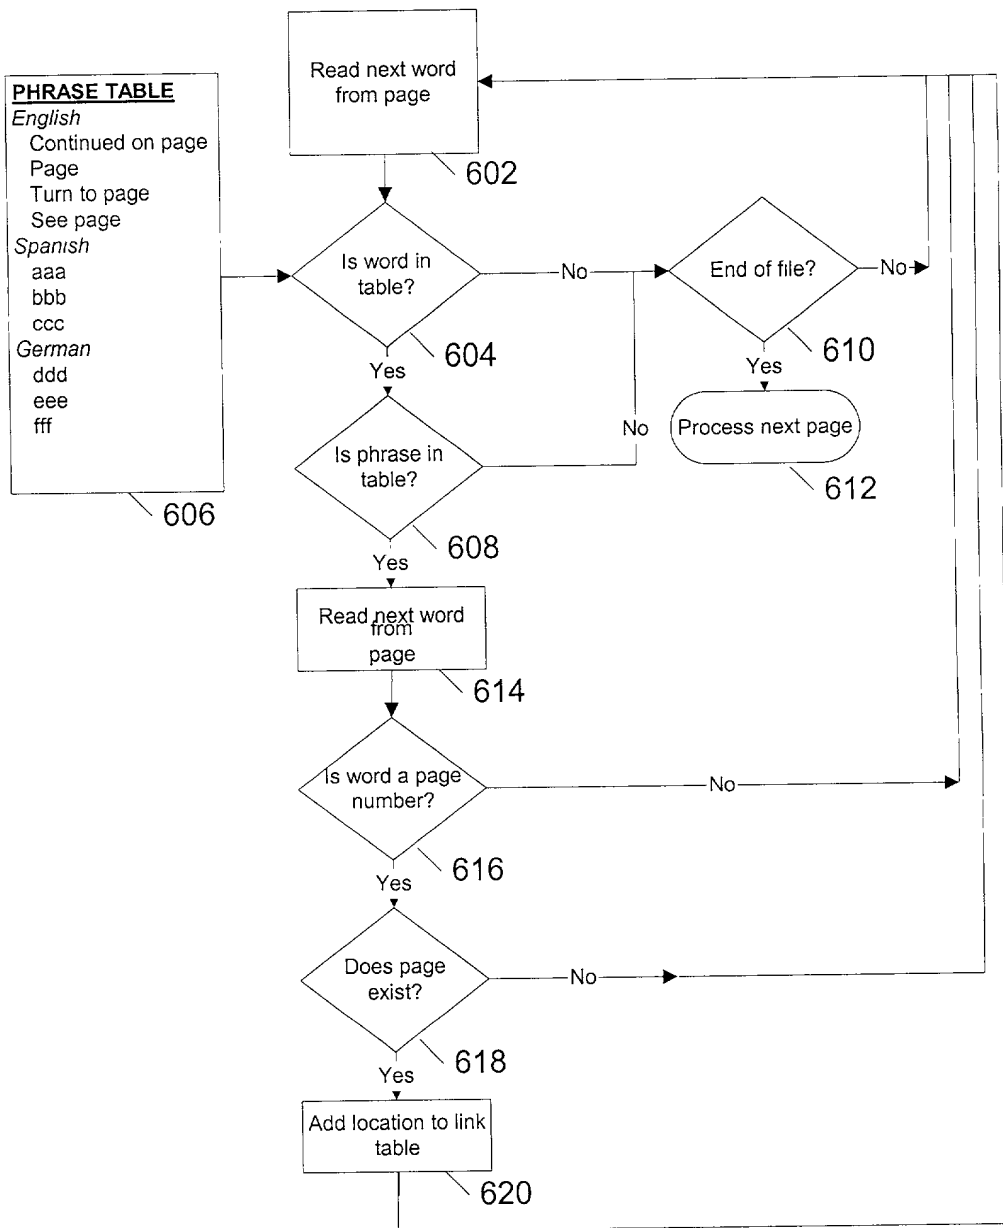 Read next word
from page
602
PHRASE TABLE
English
Continued on page
Page
Turn to page
See page
Spanish
aaa
bbb
ccc
German
ddd
eee
fff
606
Is word in
table?
604
No
End of file?
610
No
Yes
Process next page
612
Yes
Is phrase in
table?
608
No
Yes
Read next word
from
page
614
Is word a page
number?
616
No
Yes
Does page
exist?
618
No
Yes
Add location to link
table
620